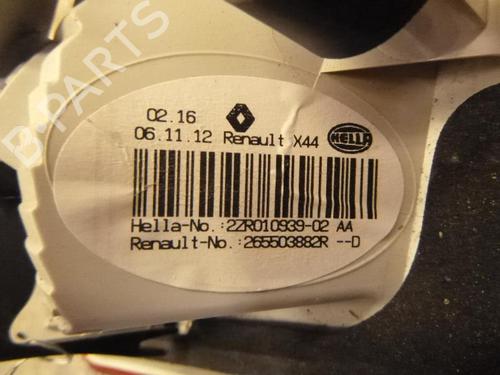 02.16
06.11.12 Renault X44 HELLA
Hella-No.:2ZR010939-02 AA
Renault-No.:265503882R --D
B-PARTS